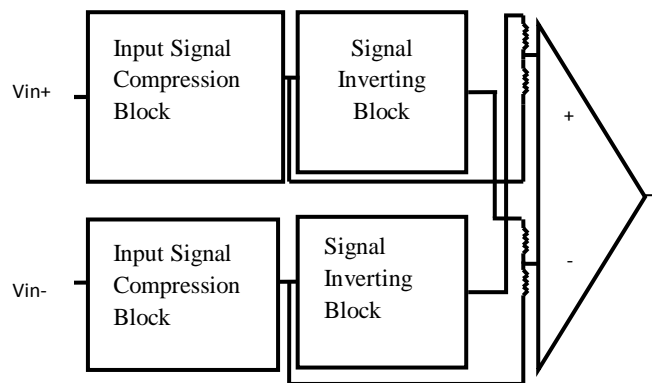 Input Signal
Compression
Block
Signal
Inverting
Block
Vin+
+
Input Signal
Compression
Block
Signal
Inverting
Block
Vin-
-